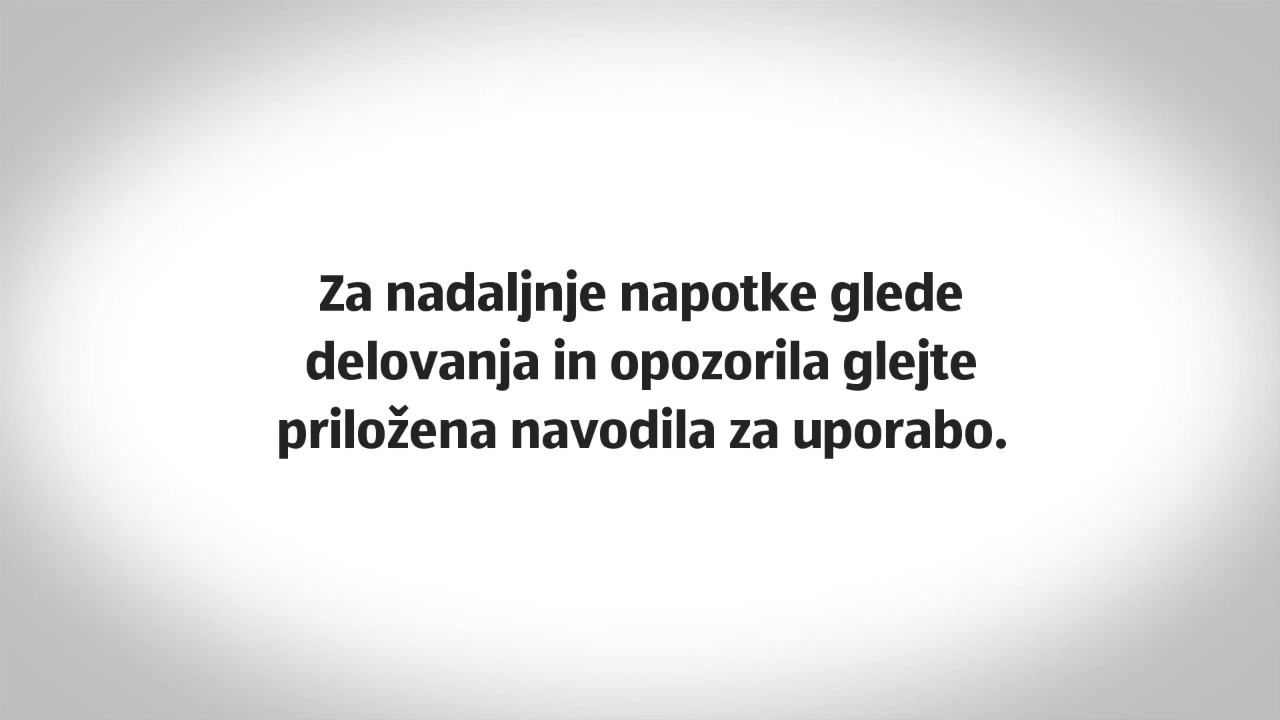 Za nadaljnje napotke glede
delovanja in opozorila glejte
priložena navodila za uporabo.